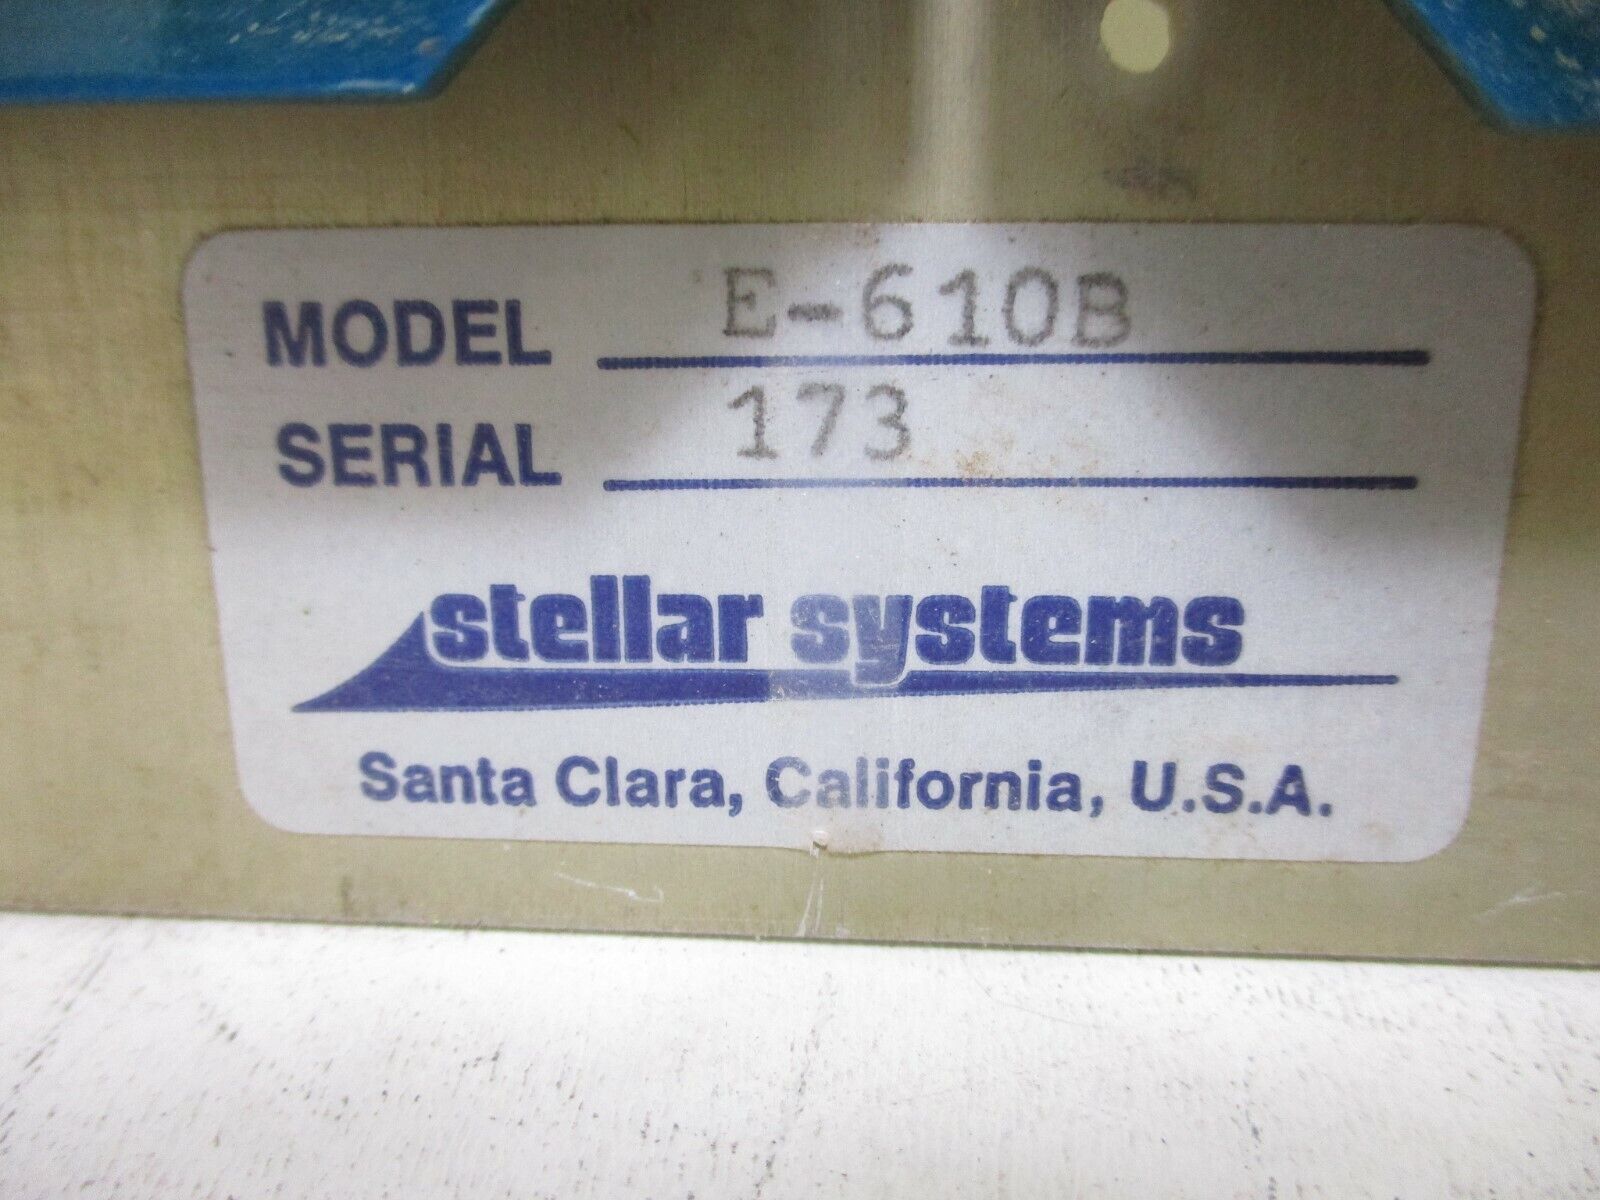 MODEL E-610B
SERIAL 173
stellar systems
Santa Clara, California, U.S.A.